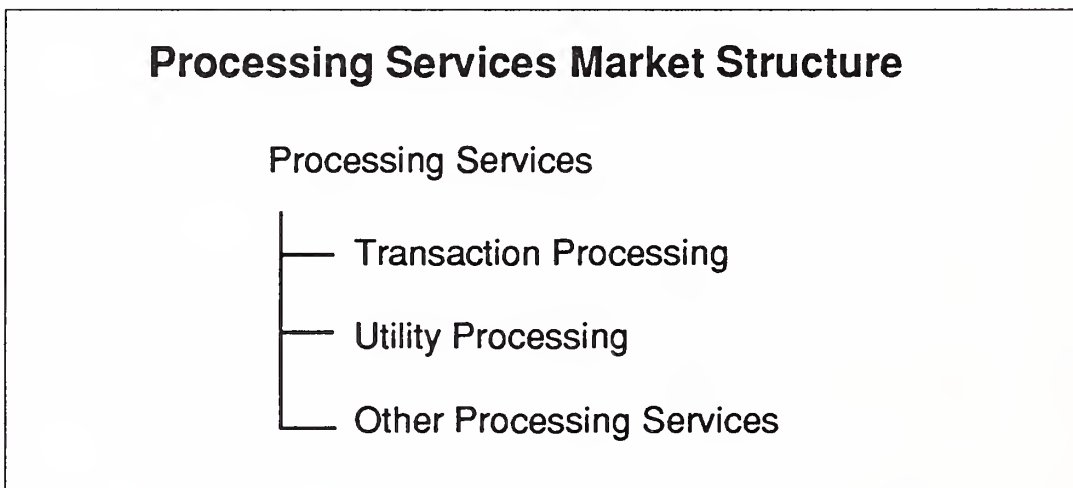 Processing Services Market Structure
Processing Services
Transaction Processing
Utility Processing
Other Processing Services